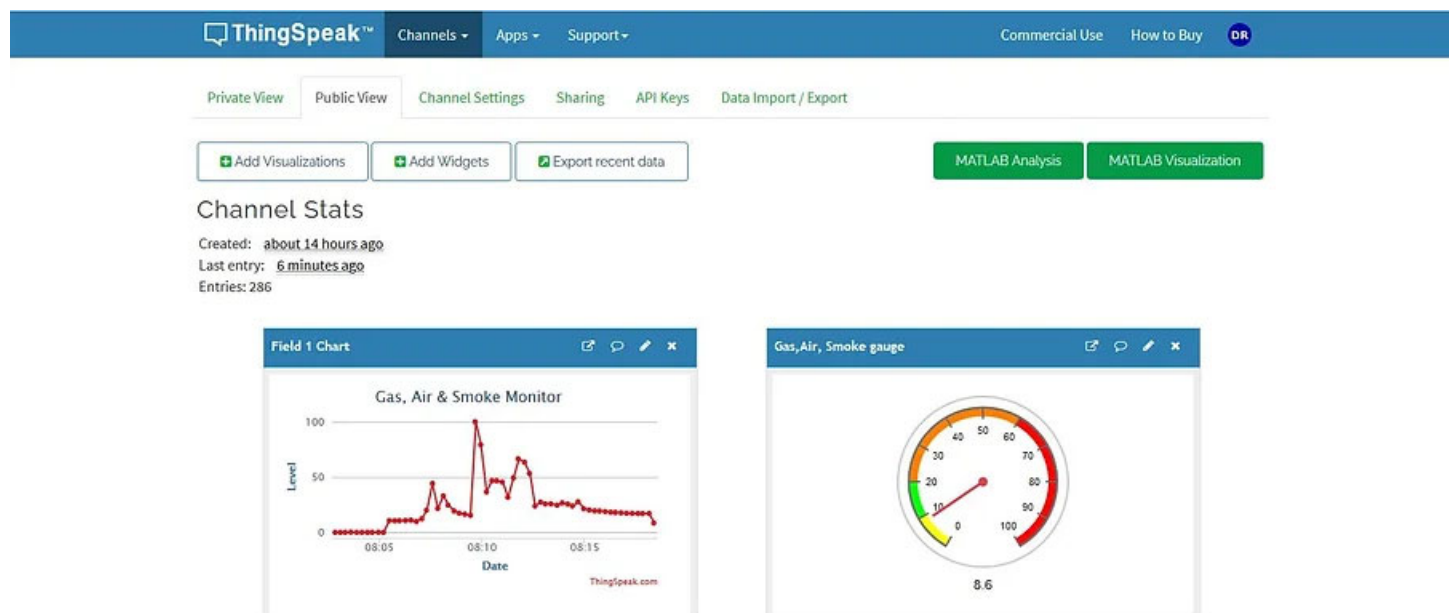 ThingSpeak™ Channels Apps Support Commercial Use How to Buy DR
Private View Public View Channel Settings Sharing API Keys Data Import / Export
Add Visualizations Add Widgets Export recent data MATLAB Analysis MATLAB Visualization
Channel Stats
Created: about 14 hours ago
Last entry: 6 minutes ago
Entries: 286
Field 1 Chart
Gas, Air & Smoke Monitor
100
50
0
Level
08:05 08:10 08:15
Date
ThingSpeak.com
Gas,Air, Smoke gauge
0
10
20
30
40
50
60
70
80
90
100
8.6